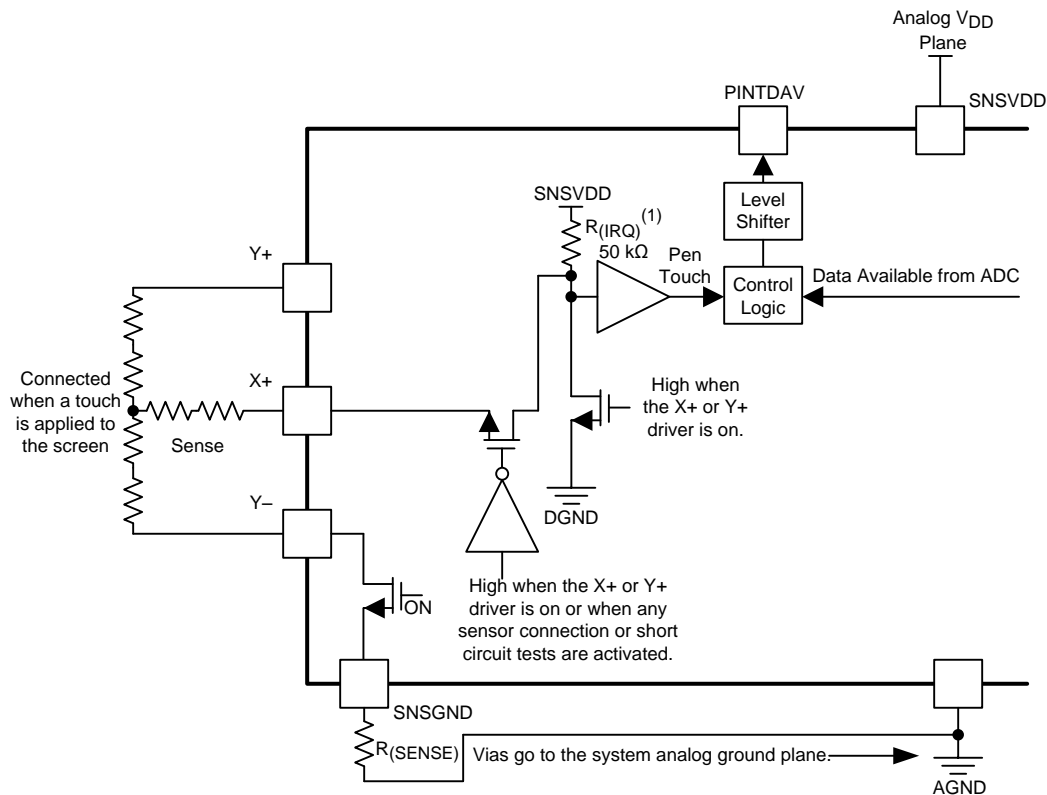 Analog VDD
Plane
PINTDAV
SNSVDD
SNSVDD
Level
Shifter
R(IRQ)(1)
50 kΩ
Y+
Pen
Touch
Control
Logic
Data Available from ADC
Connected
when a touch
is applied to
the screen
X+
Sense
High when
the X+ or Y+
driver is on.
DGND
Y–
ON
High when the X+ or Y+
driver is on or when any
sensor connection or short
circuit tests are activated.
SNSGND
R(SENSE)
Vias go to the system analog ground plane.
AGND